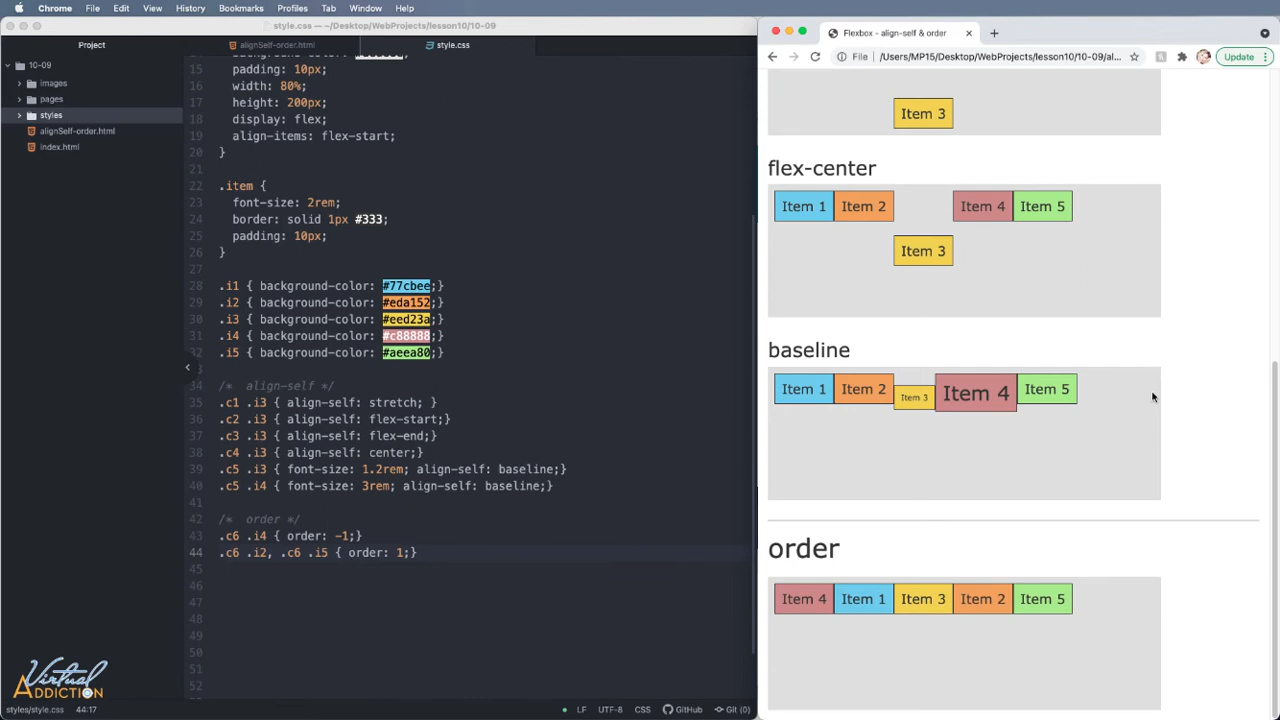 Atom File Edit View Selection Find Packages Window Help
style.css — ~/Desktop/WebProjects/lesson10/10-09
Project
alignSelf-order.html
style.css
10-09
images
pages
styles
alignSelf-order.html
index.html
15 padding: 10px;
16 width: 80%;
17 height: 200px;
18 display: flex;
19 align-items: flex-start;
20 }
21
22 .item {
23 font-size: 2rem;
24 border: solid 1px #333;
25 padding: 10px;
26 }
27
28 .i1 { background-color: #77cbee;}
29 .i2 { background-color: #eda152;}
30 .i3 { background-color: #eed23a;}
31 .i4 { background-color: #c88888;}
32 .i5 { background-color: #aeea80;}
33
34 /* align-self */
35 .c1 .i3 { align-self: stretch; }
36 .c2 .i3 { align-self: flex-start;}
37 .c3 .i3 { align-self: flex-end;}
38 .c4 .i3 { align-self: center;}
39 .c5 .i3 { font-size: 1.2rem; align-self: baseline;}
40 .c5 .i4 { font-size: 3rem; align-self: baseline;}
41
42 /* order */
43 .c6 .i4 { order: -1;}
44 .c6 .i2, .c6 .i5 { order: 1;}
45
46
47
48
49
50
51
52
Virtual
ADDICTION
styles/style.css 44:17
LF UTF-8 CSS GitHub Git (0)
Flexbox - align-self & order
File /Users/MP15/Desktop/WebProjects/lesson10/10-09/al...
Update
Item 3
flex-center
Item 1 Item 2 Item 4 Item 5
Item 3
baseline
Item 1 Item 2 Item 3 Item 4 Item 5
order
Item 4 Item 1 Item 3 Item 2 Item 5